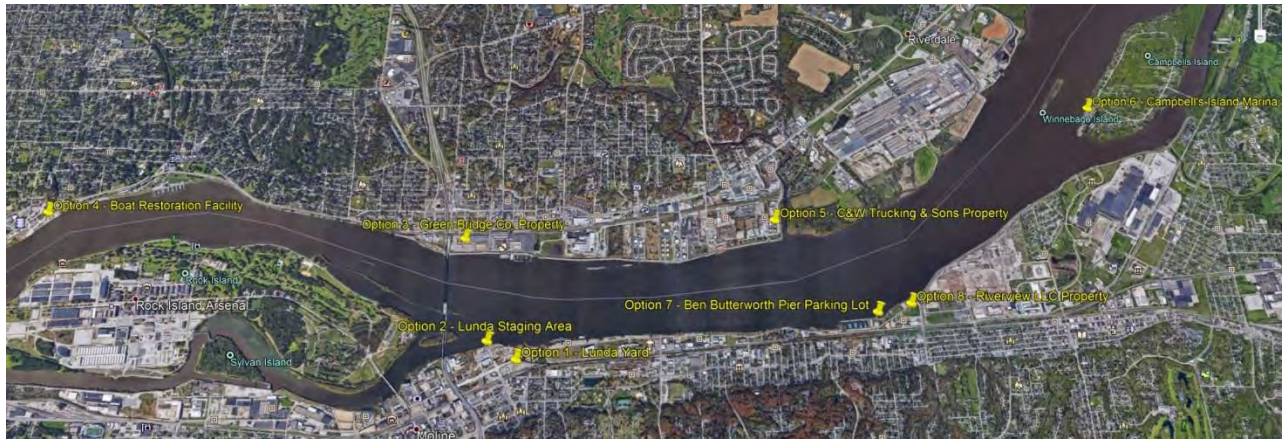 Riverdale
Campbells Island
Option 6 - Campbell's Island Marina
Winnebago Island
Option 4 - Boat Restoration Facility
Option 5 - C&W Trucking & Sons Property
Option 3 - Green Bridge Co. Property
Rock Island
Rock Island Arsenal
Option 8 - Riverview LLC Property
Option 7 - Ben Butterworth Pier Parking Lot
Option 2 - Lunda Staging Area
Option 1 - Lunda Yard
Sylvan Island
Moline